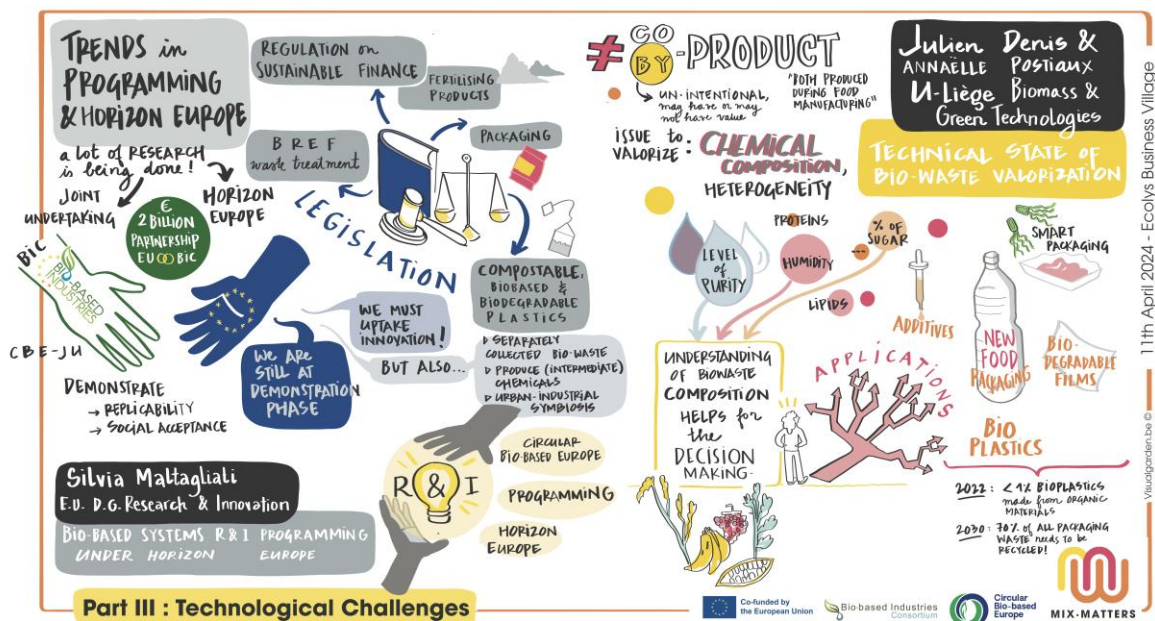 TRENDS in
PROGRAMMING
& HORIZON EUROPE
a lot of RESEARCH
is being done!
JOINT
UNDERTAKING
HORIZON
EUROPE
€
2 BILLION
PARTNERSHIP
EU BIC
BIC
BIO-BASED
INDUSTRIES
CBE-JU
DEMONSTRATE
→ REPLICABILITY
→ SOCIAL ACCEPTANCE
REGULATION on
SUSTAINABLE FINANCE
FERTILISING
PRODUCTS
BREF
waste treatment
PACKAGING
LEGISLATION
COMPOSTABLE,
BIOBASED &
BIODEGRADABLE
PLASTICS
WE MUST
UPTAKE
INNOVATION!
WE ARE
STILL AT
DEMONSTRATION
PHASE
BUT ALSO...
▷ SEPARATELY
COLLECTED BIO-WASTE
▷ PRODUCE (INTERMEDIATE)
CHEMICALS
▷ URBAN-INDUSTRIAL
SYMBIOSIS
R & I
CIRCULAR
BIO-BASED EUROPE
PROGRAMMING
HORIZON
EUROPE
Silvia Maltagliati
E.U. D.G. Research & Innovation
BIO-BASED SYSTEMS R&I PROGRAMMING
UNDER HORIZON EUROPE
Part III : Technological Challenges
≠ CO
BY -PRODUCT
UN-INTENTIONAL,
may have or may
not have value
"BOTH PRODUCED
DURING FOOD
MANUFACTURING"
ISSUE to
VALORIZE : CHEMICAL
COMPOSITION,
HETEROGENEITY
LEVEL
of
PURITY
PROTEINS
HUMIDITY
% OF
SUGAR
LIPIDS
UNDERSTANDING
OF BIOWASTE
COMPOSITION
HELPS for
the
DECISION
MAKING.
APPLICATIONS
Julien Denis &
ANNAËLLE Postiaux
U-Liège Biomass &
Green Technologies
TECHNICAL STATE OF
BIO-WASTE VALORIZATION
SMART
PACKAGING
ADDITIVES
NEW
FOOD
PACKAGING
BIO-
DEGRADABLE
FILMS
BIO
PLASTICS
2022 : < 1% BIOPLASTICS
made from ORGANIC
MATERIALS
2030 : 70% of ALL PACKAGING
WASTE needs to be
RECYCLED!
MIX-MATTERS
Co-funded by
the European Union
Bio-based Industries
Consortium
Circular
Bio-based
Europe
11th April 2024 - Ecolys Business Village
Visualgarden.be ©